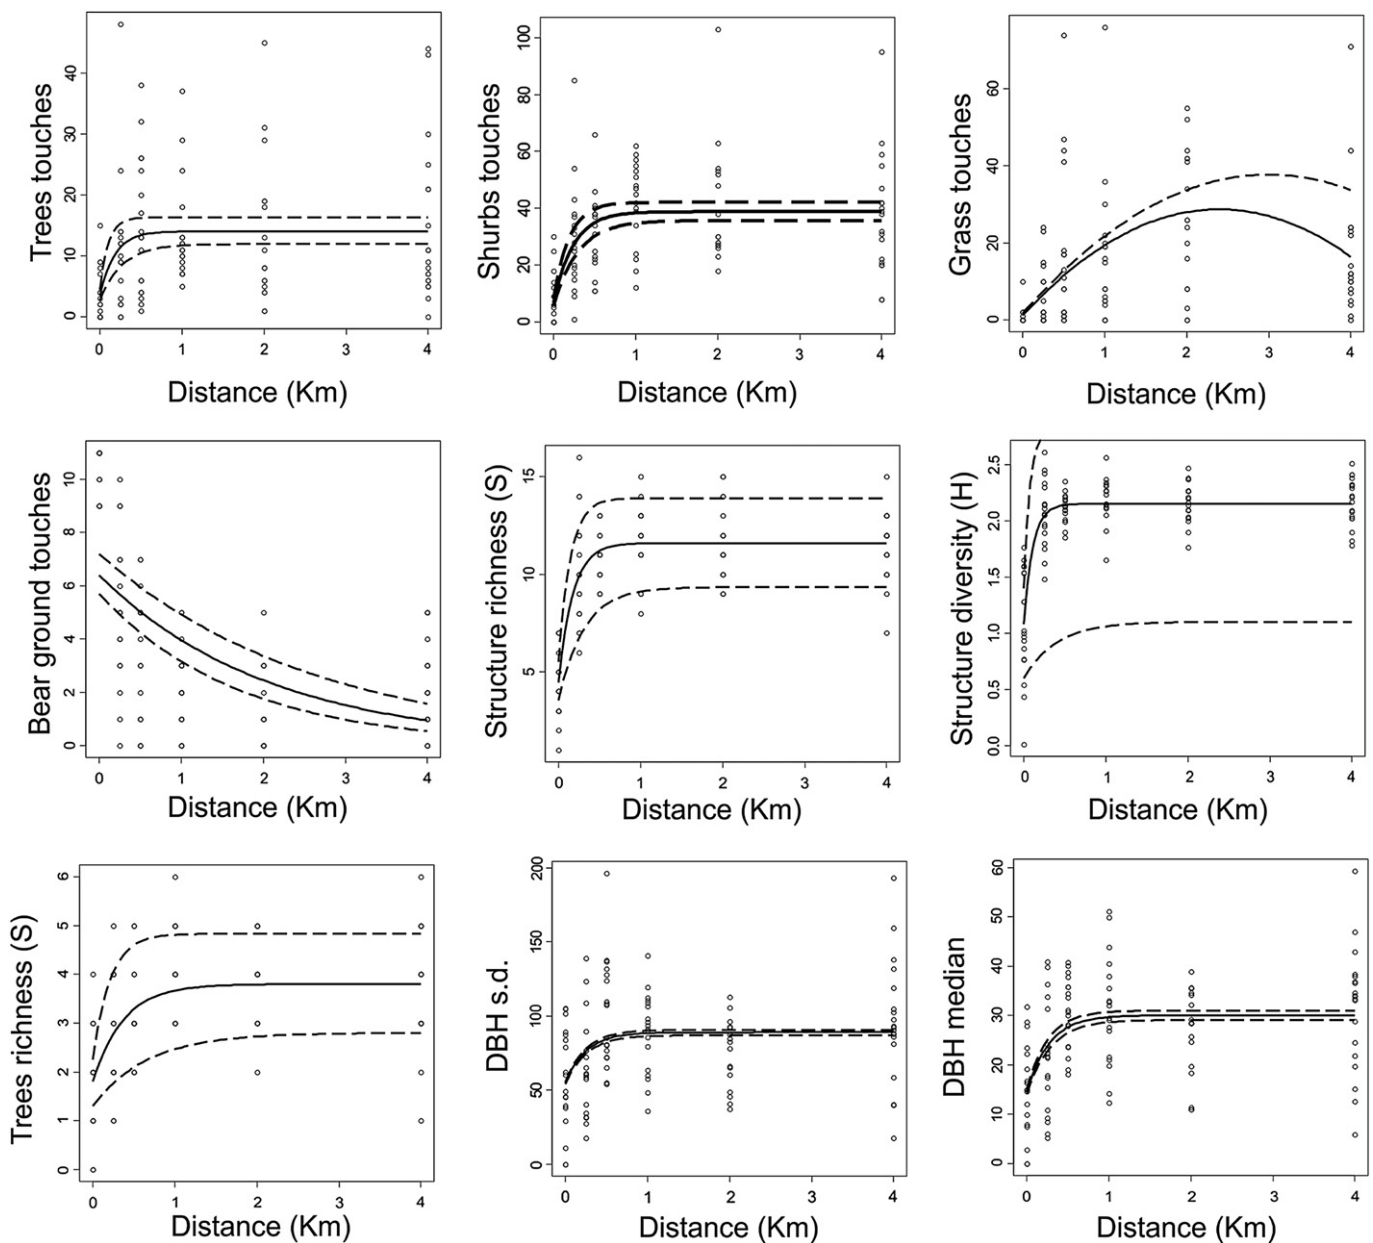 Trees touches
40
30
20
10
0
0 1 2 3 4
Distance (Km)
Shurbs touches
100
80
60
40
20
0
0 1 2 3 4
Distance (Km)
Grass touches
60
40
20
0
0 1 2 3 4
Distance (Km)
Bear ground touches
10
8
6
4
2
0
0 1 2 3 4
Distance (Km)
Structure richness (S)
15
10
5
0 1 2 3 4
Distance (Km)
Structure diversity (H)
2.5
2.0
1.5
1.0
0.5
0.0
0 1 2 3 4
Distance (Km)
Trees richness (S)
6
5
4
3
2
1
0
0 1 2 3 4
Distance (Km)
DBH s.d.
200
150
100
50
0
0 1 2 3 4
Distance (Km)
DBH median
60
50
40
30
20
10
0
0 1 2 3 4
Distance (Km)